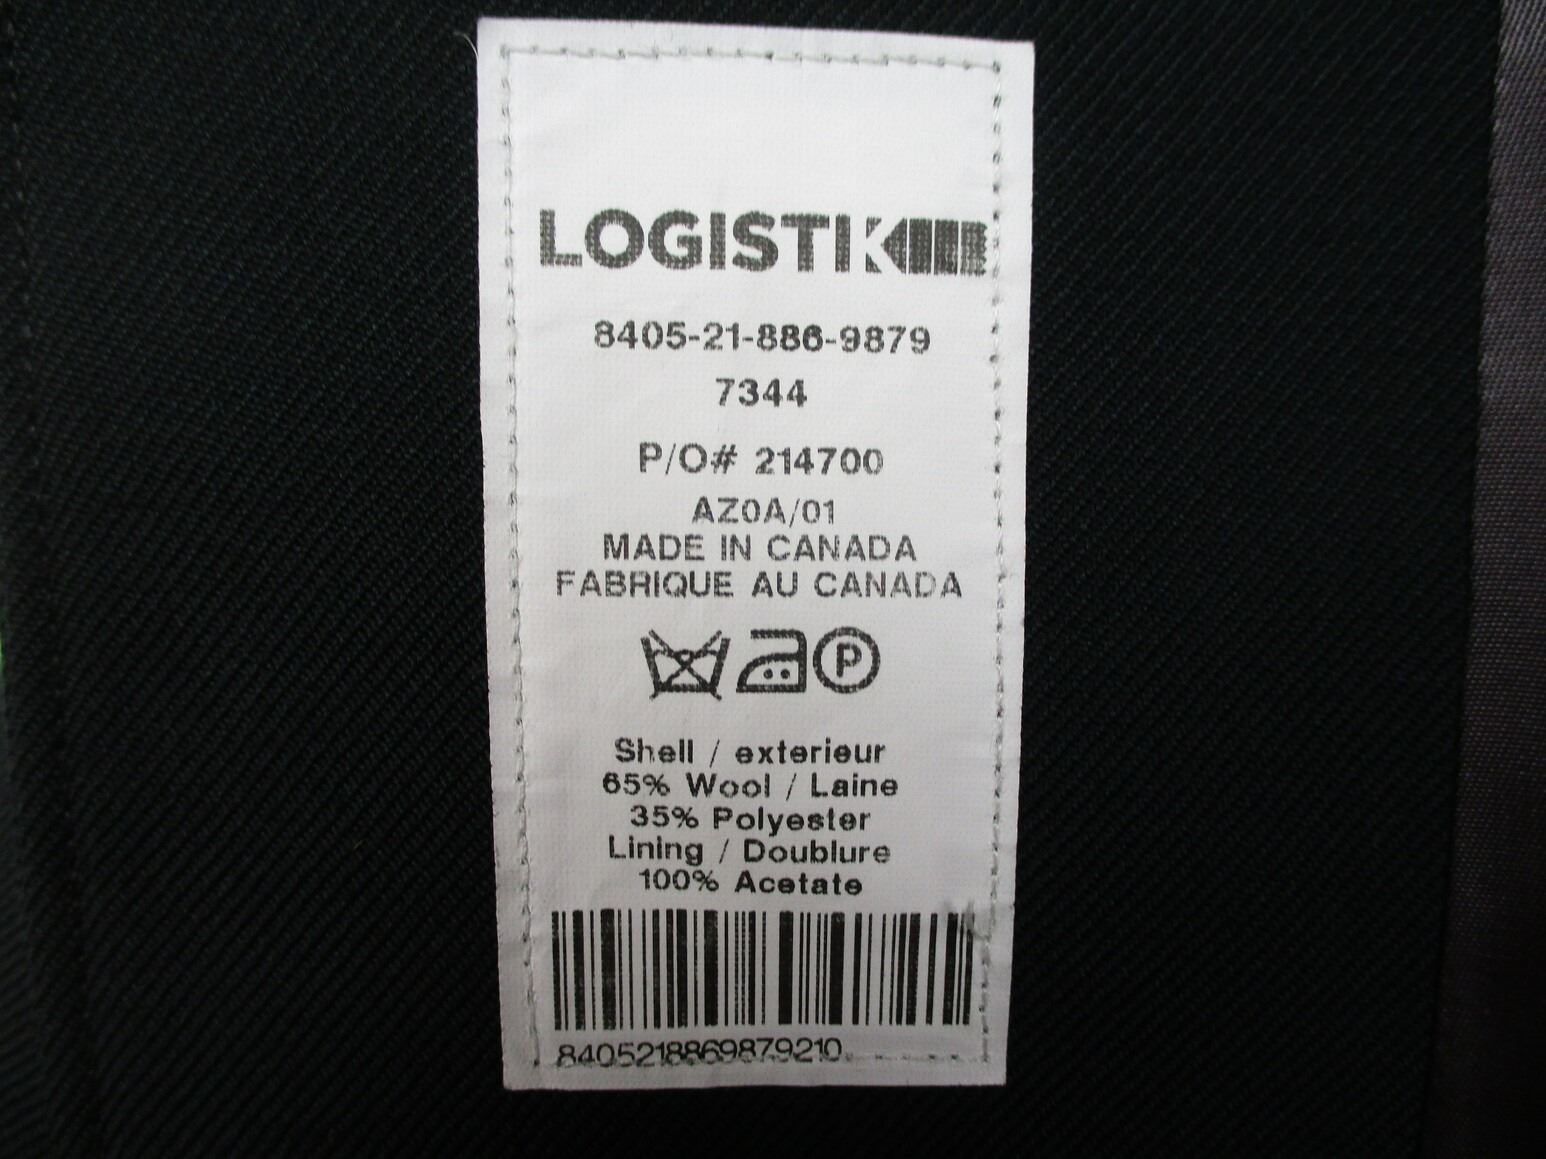 LOGISTIK
8405-21-886-9879
7344
P/O# 214700
AZ0A/01
MADE IN CANADA
FABRIQUE AU CANADA
P
Shell / exterieur
65% Wool / Laine
35% Polyester
Lining / Doublure
100% Acetate
8405218869879210